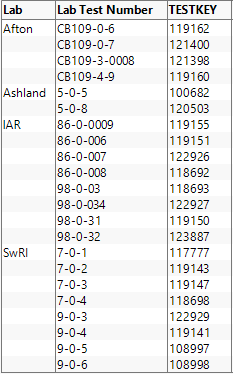 Lab Lab Test Number TESTKEY
Afton CB109-0-6 119162
CB109-0-7 121400
CB109-3-0008 121398
CB109-4-9 119160
Ashland 5-0-5 100682
5-0-8 120503
IAR 86-0-0009 119155
86-0-006 119151
86-0-007 122926
86-0-008 118692
98-0-03 118693
98-0-034 122927
98-0-31 119150
98-0-32 123887
SwRI 7-0-1 117777
7-0-2 119143
7-0-3 119147
7-0-4 118698
9-0-3 122929
9-0-4 119141
9-0-5 108997
9-0-6 108998